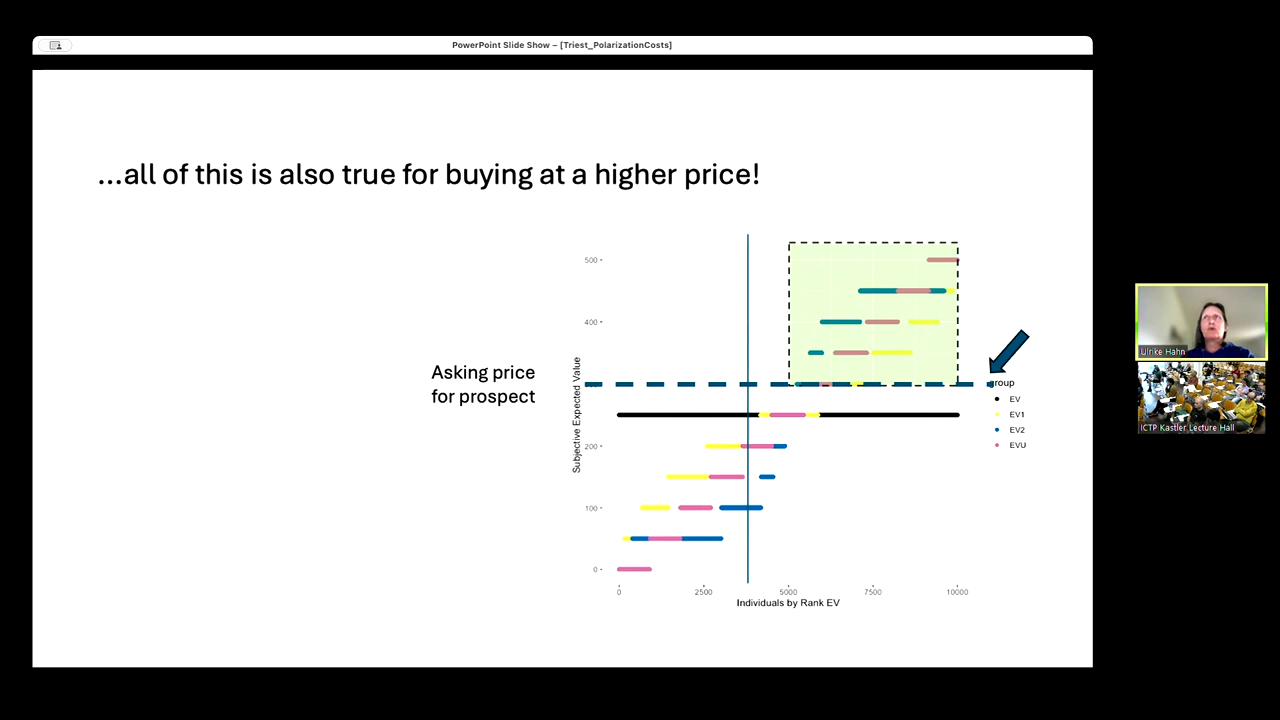 PowerPoint Slide Show – [Triest_PolarizationCosts]
...all of this is also true for buying at a higher price!
Asking price
for prospect
Subjective Expected Value
500
400
200
100
0
0
2500
5000
7500
10000
Individuals by Rank EV
group
EV
EV1
EV2
EVU
Ulrike Hahn
ICTP Kastler Lecture Hall